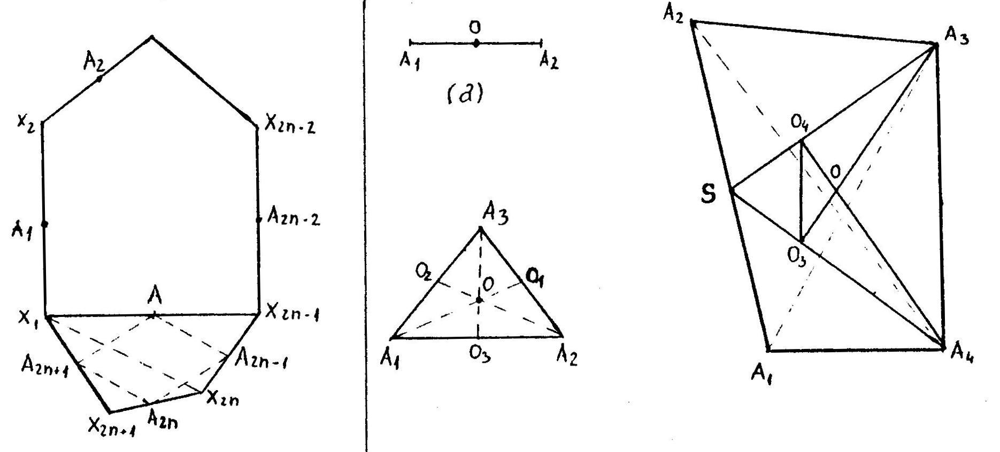 A2
X2
X2n-2
A1
A2n-2
A
X1
X2n-1
A2n+1
A2n-1
X2n
X2n+1
A2n
O
A1
A2
(a)
A3
O2
O
O1
A1
O3
A2
A2
A3
O4
O
S
O3
A1
A4